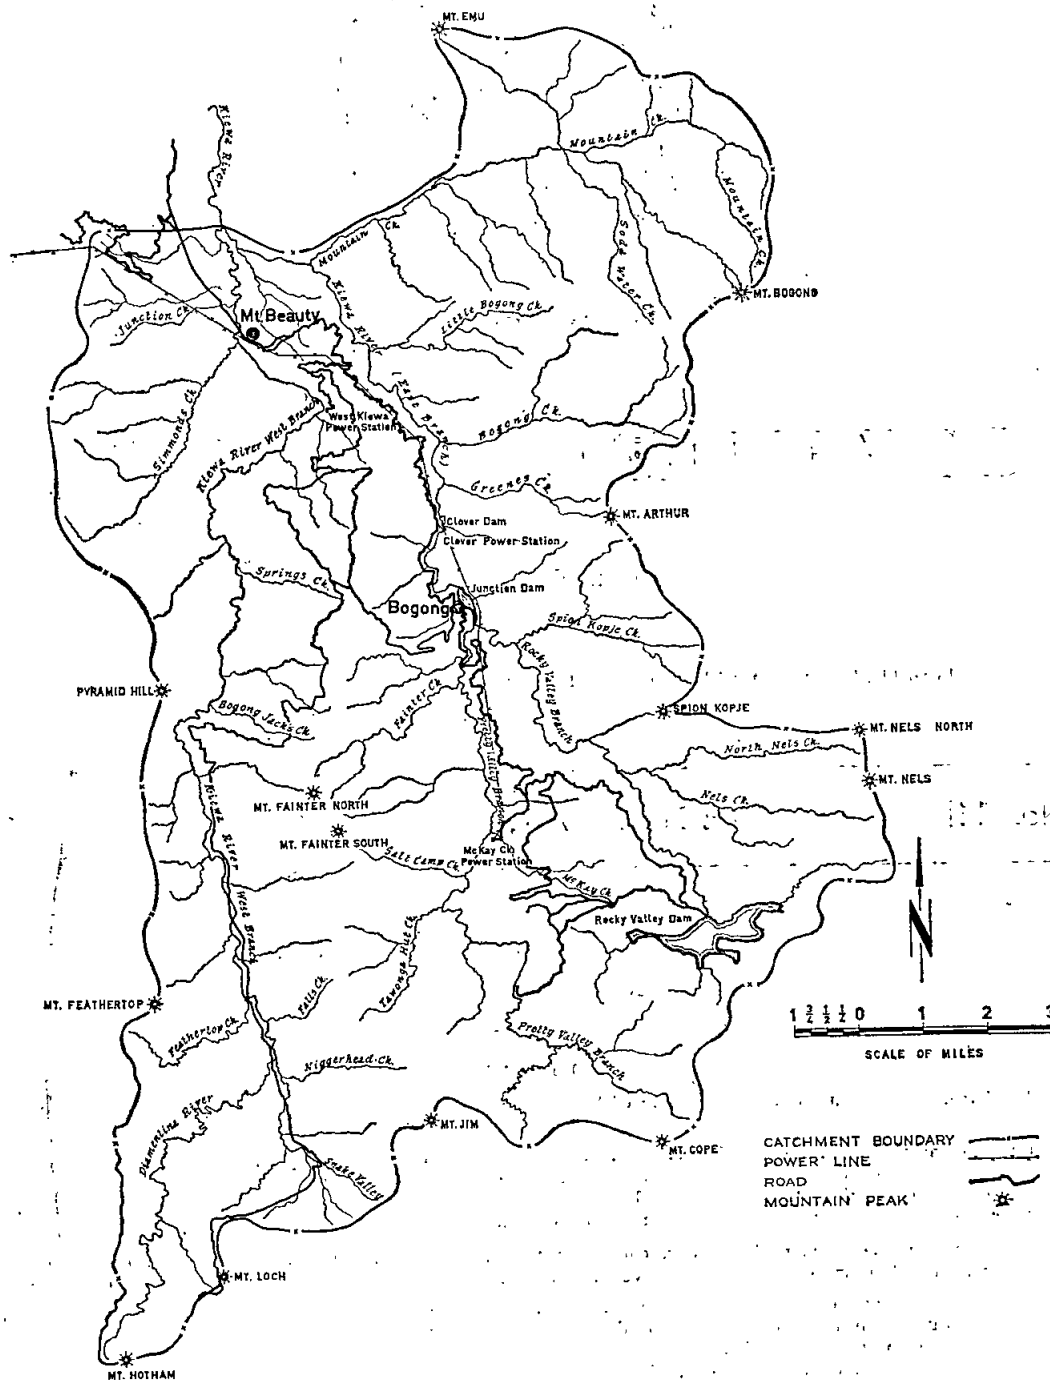 MT. EMU
Kiewa River
Mountain Ck.
Mountain Ck.
Mountain Ck.
MT. BOGONG
Soda Water Ck.
Kiewa River
(East Branch)
Little Bogong Ck.
Junction Ck.
Mt. Beauty
Simmonds Ck.
Kiewa River West Branch
West Kiewa
Power Station
Bogong Ck.
Greenes Ck.
MT. ARTHUR
Clover Dam
Clover Power Station
Springs Ck.
Junction Dam
Bogong
Spion Kopje Ck.
Rocky Valley Branch
PYRAMID HILL
Bogong Jacks Ck.
Fainter Ck.
SPION KOPJE
MT. NELS NORTH
North Nels Ck.
MT. NELS
Nels Ck.
Pretty Valley Branch
MT. FAINTER NORTH
MT. FAINTER SOUTH
Kiewa River West Branch
Salt Camp Ck.
McKay Ck.
Power Station
McKay Ck.
Rocky Valley Dam
N
MT. FEATHERTOP
Feathertop Ck.
Falls Ck.
Tawonga Hut Ck.
Pretty Valley Branch
Niggerhead Ck.
Diamentina River
MT. JIM
MT. COPE
Snake Valley
MT. LOCH
MT. HOTHAM
1 ¾ ½ ¼ 0 1 2 3
SCALE OF MILES
CATCHMENT BOUNDARY
POWER LINE
ROAD
MOUNTAIN PEAK